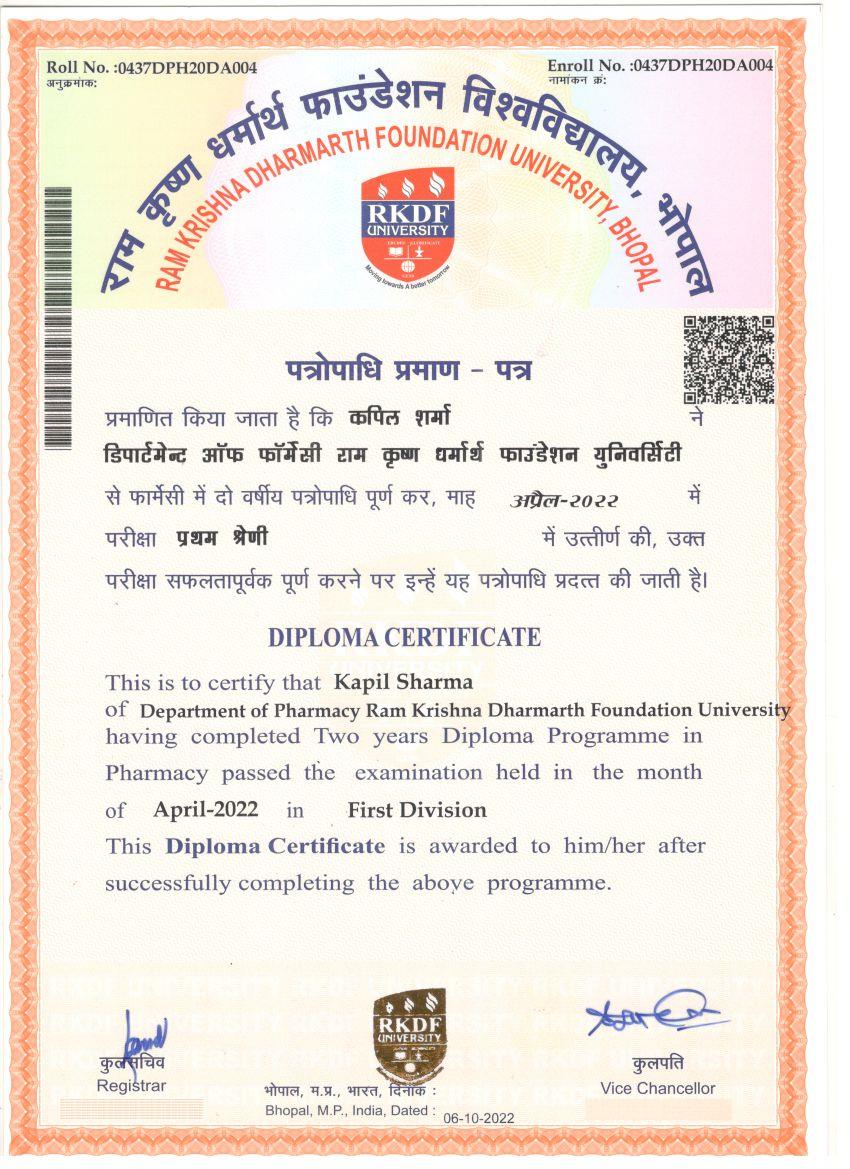 Roll No. :0437DPH20DA004
अनुक्रमांक:
Enroll No. :0437DPH20DA004
नामांकन क्रं:
राम कृष्ण धर्मार्थ फाउंडेशन विश्वविद्यालय, भोपाल
RAM KRISHNA DHARMARTH FOUNDATION UNIVERSITY, BHOPAL
RKDF
UNIVERSITY
Moving towards A better tomorrow
पत्रोपाधि प्रमाण - पत्र
प्रमाणित किया जाता है कि कपिल शर्मा ने
डिपार्टमेन्ट ऑफ फॉर्मेसी राम कृष्ण धर्मार्थ फाउंडेशन युनिवर्सिटी
से फार्मेसी में दो वर्षीय पत्रोपाधि पूर्ण कर, माह अप्रैल-2022 में
परीक्षा प्रथम श्रेणी में उत्तीर्ण की, उक्त
परीक्षा सफलतापूर्वक पूर्ण करने पर इन्हें यह पत्रोपाधि प्रदत्त की जाती है।
DIPLOMA CERTIFICATE
This is to certify that Kapil Sharma
of Department of Pharmacy Ram Krishna Dharmarth Foundation University
having completed Two years Diploma Programme in
Pharmacy passed the examination held in the month
of April-2022 in First Division
This Diploma Certificate is awarded to him/her after
successfully completing the above programme.
कुलसचिव
Registrar
RKDF
UNIVERSITY
भोपाल, म.प्र., भारत, दिनांक :
Bhopal, M.P., India, Dated : 06-10-2022
कुलपति
Vice Chancellor